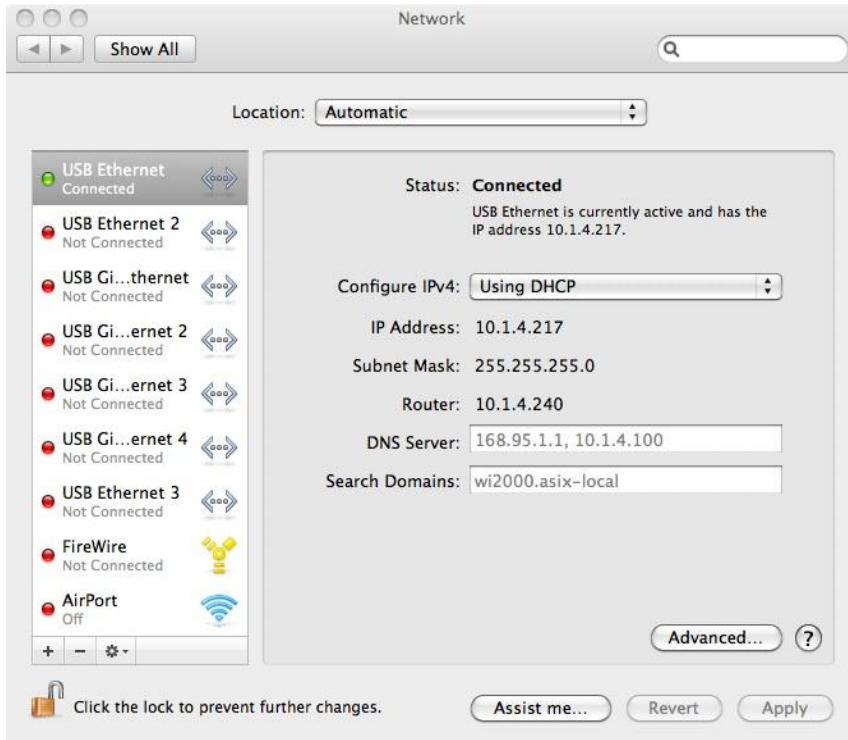 Network
Show All
Location: Automatic
USB Ethernet
Connected
USB Ethernet 2
Not Connected
USB Gi...thernet
Not Connected
USB Gi...ernet 2
Not Connected
USB Gi...ernet 3
Not Connected
USB Gi...ernet 4
Not Connected
USB Ethernet 3
Not Connected
FireWire
Not Connected
AirPort
Off
Status: Connected
USB Ethernet is currently active and has the
IP address 10.1.4.217.
Configure IPv4: Using DHCP
IP Address: 10.1.4.217
Subnet Mask: 255.255.255.0
Router: 10.1.4.240
DNS Server: 168.95.1.1, 10.1.4.100
Search Domains: wi2000.asix-local
Advanced... ?
Click the lock to prevent further changes.
Assist me... Revert Apply